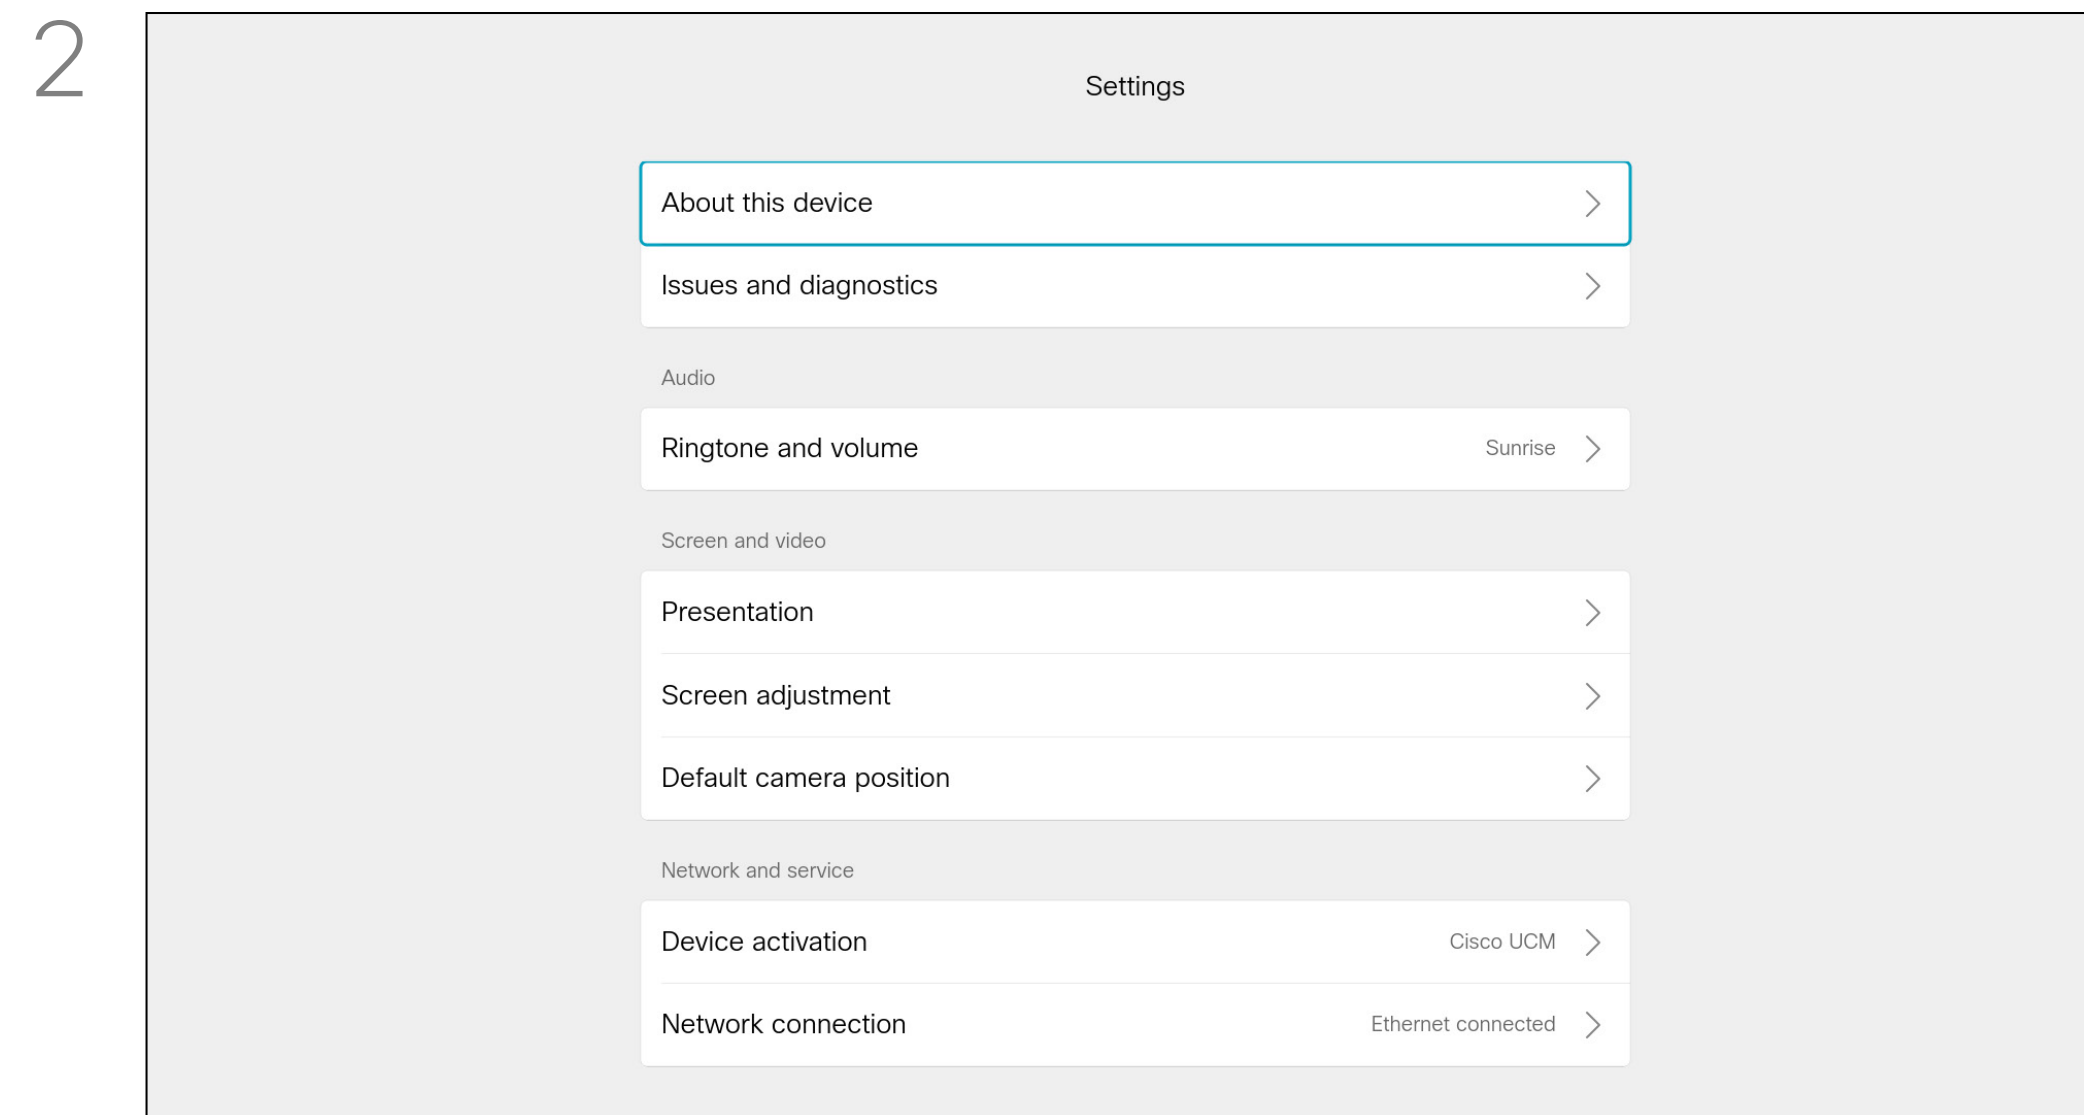 2
Settings
About this device
Issues and diagnostics
Audio
Ringtone and volume Sunrise
Screen and video
Presentation
Screen adjustment
Default camera position
Network and service
Device activation Cisco UCM
Network connection Ethernet connected